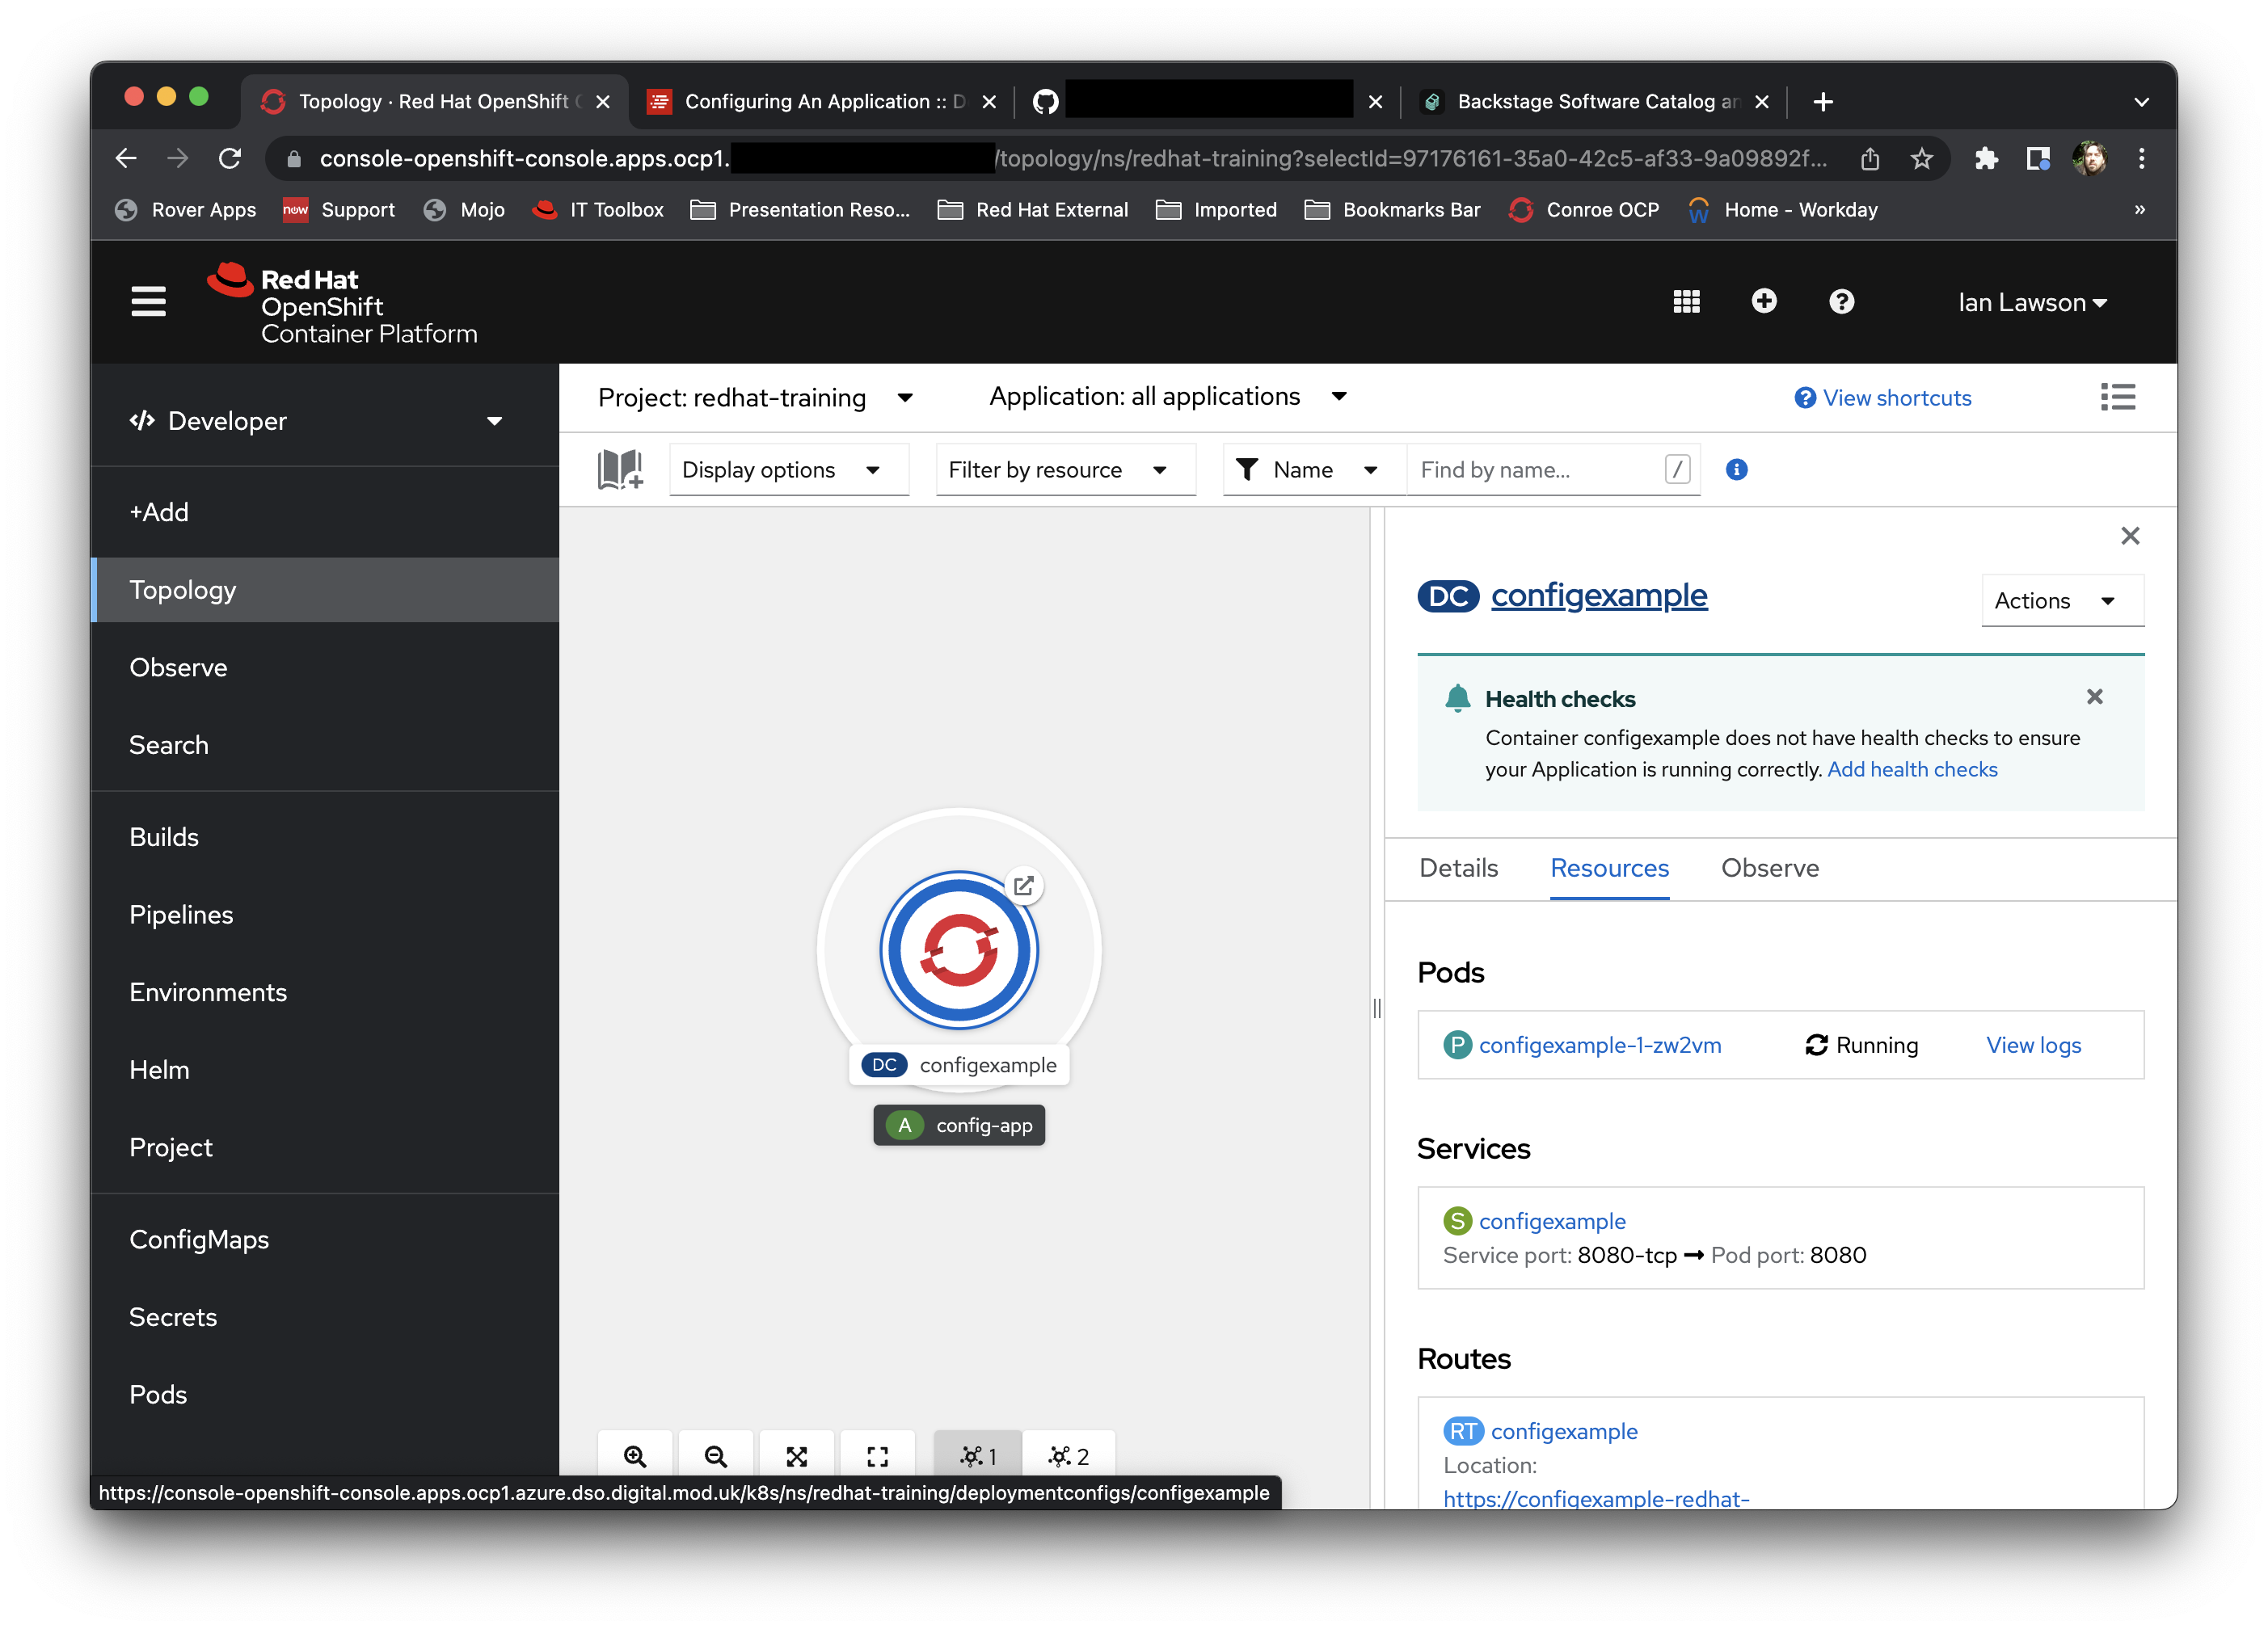 Topology · Red Hat OpenShift C
Configuring An Application :: D
Backstage Software Catalog an
console-openshift-console.apps.ocp1.
/topology/ns/redhat-training?selectId=97176161-35a0-42c5-af33-9a09892f...
Rover Apps
now Support
Mojo
IT Toolbox
Presentation Reso...
Red Hat External
Imported
Bookmarks Bar
Conroe OCP
W Home - Workday
»
Red Hat
OpenShift
Container Platform
Ian Lawson
</> Developer
+Add
Topology
Observe
Search
Builds
Pipelines
Environments
Helm
Project
ConfigMaps
Secrets
Pods
Project: redhat-training
Application: all applications
View shortcuts
Display options
Filter by resource
Name
Find by name...
/
DC configexample
A config-app
1
2
DC configexample
Actions
Health checks
Container configexample does not have health checks to ensure
your Application is running correctly. Add health checks
Details
Resources
Observe
Pods
P configexample-1-zw2vm
Running
View logs
Services
S configexample
Service port: 8080-tcp → Pod port: 8080
Routes
RT configexample
Location:
https://configexample-redhat-
https://console-openshift-console.apps.ocp1.azure.dso.digital.mod.uk/k8s/ns/redhat-training/deploymentconfigs/configexample